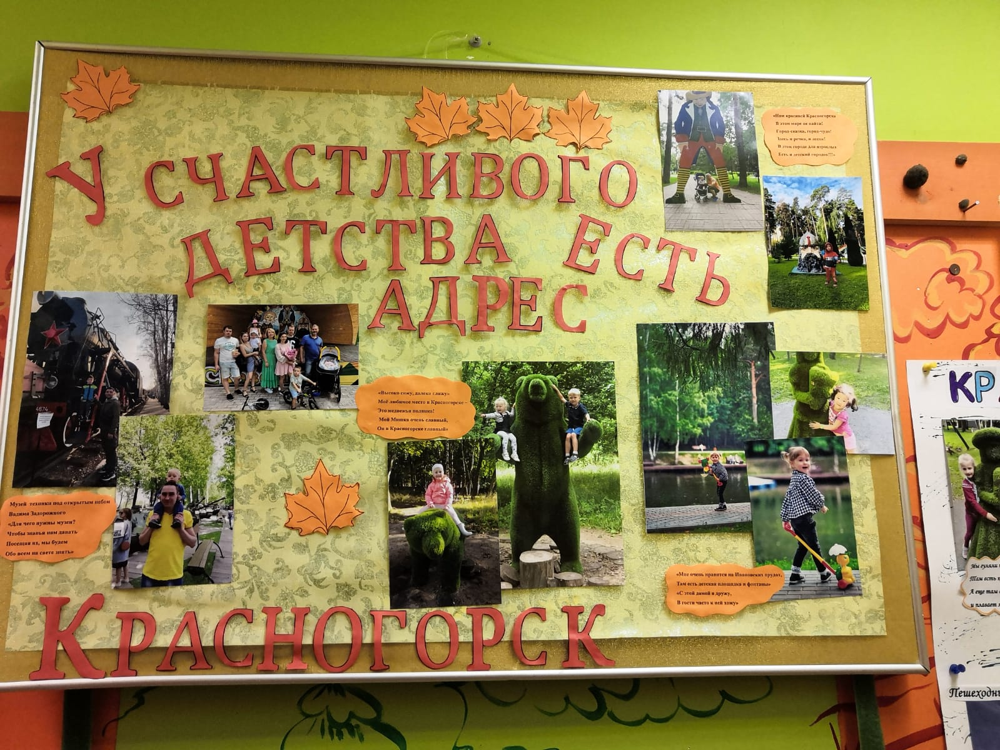 У СЧАСТЛИВОГО
ДЕТСТВА ЕСТЬ
АДРЕС
«Нам красивей Красногорска
В этом мире не найти!
Город-сказка, город-чудо!
Здесь и речка, и лесок!
В этом городе для взрослых
Есть и детский городок!!!»
4674
«Высоко сижу, далеко гляжу»
Моё любимое место в Красногорске –
Это медвежья полянка!
Мой Мишка очень славный,
Он в Красногорске главный»
Музей техники под открытым небом
Вадима Задорожного
«Для чего нужны музеи?
Чтобы знанья нам давать
Посещая их, мы будем
Обо всем на свете знать»
«Мне очень нравится на Ивановских прудах,
Там есть детская площадка и фонтаны»
«С этой дамой я дружу,
В гости часто к ней хожу»
КРАСНОГОРСК
КР
Мы гуляли
Там есть
А еще там
и плавает
Пешеходны